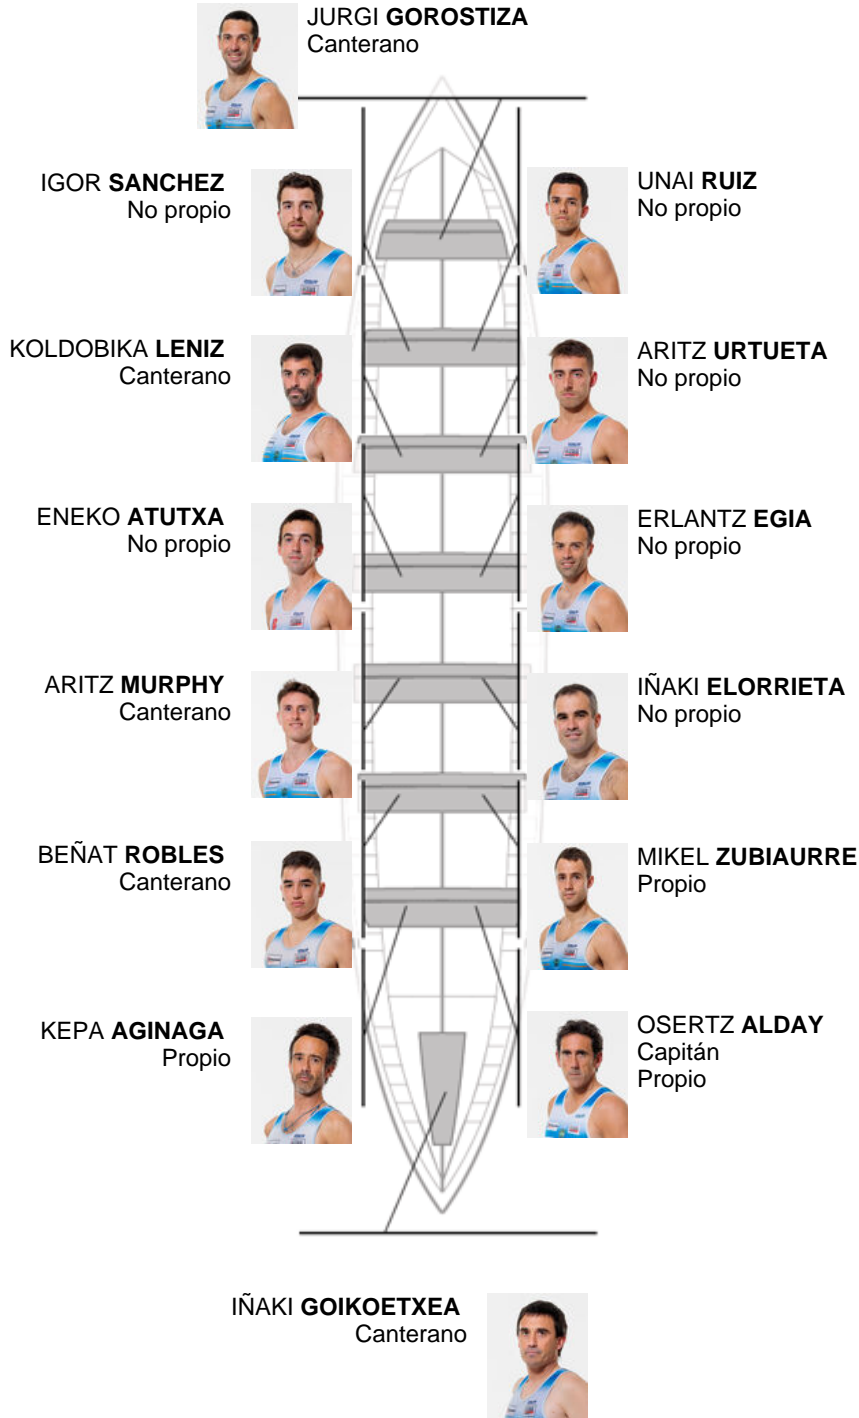 JURGI GOROSTIZA
Canterano
IGOR SANCHEZ
No propio
UNAI RUIZ
No propio
KOLDOBIKA LENIZ
Canterano
ARITZ URTUETA
No propio
ENEKO ATUTXA
No propio
ERLANTZ EGIA
No propio
ARITZ MURPHY
Canterano
IÑAKI ELORRIETA
No propio
BEÑAT ROBLES
Canterano
MIKEL ZUBIAURRE
Propio
KEPA AGINAGA
Propio
OSERTZ ALDAY
Capitán
Propio
IÑAKI GOIKOETXEA
Canterano